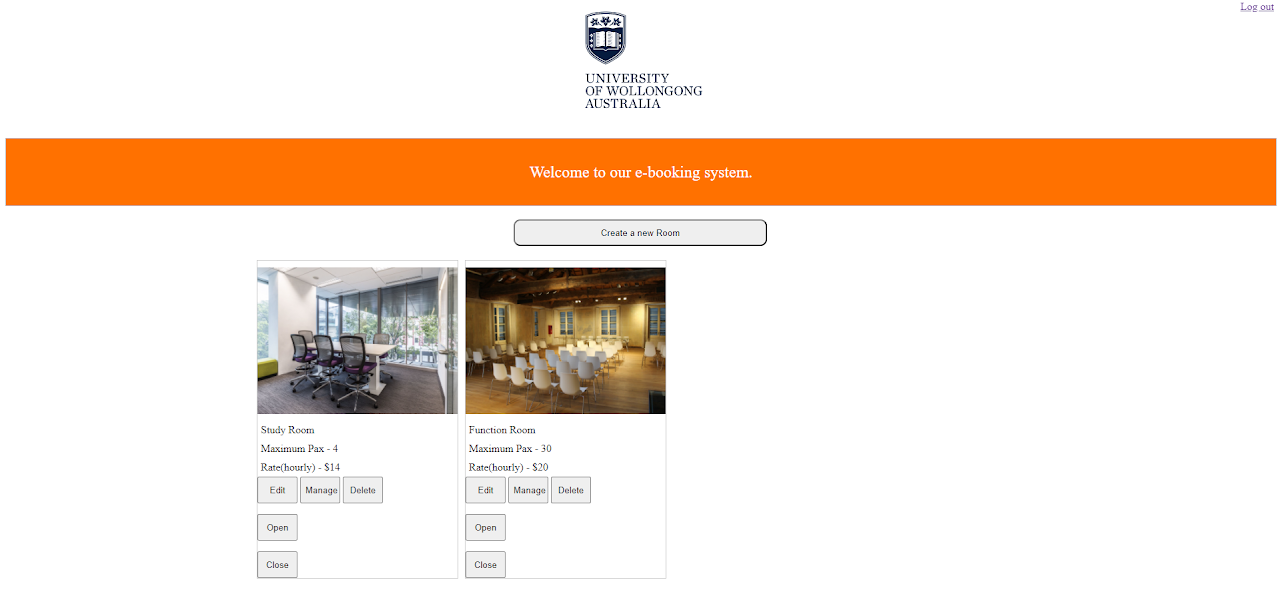 Log out
UNIVERSITY
OF WOLLONGONG
AUSTRALIA
Welcome to our e-booking system.
Create a new Room
Study Room
Maximum Pax - 4
Rate(hourly) - $14
Edit Manage Delete
Open
Close
Function Room
Maximum Pax - 30
Rate(hourly) - $20
Edit Manage Delete
Open
Close